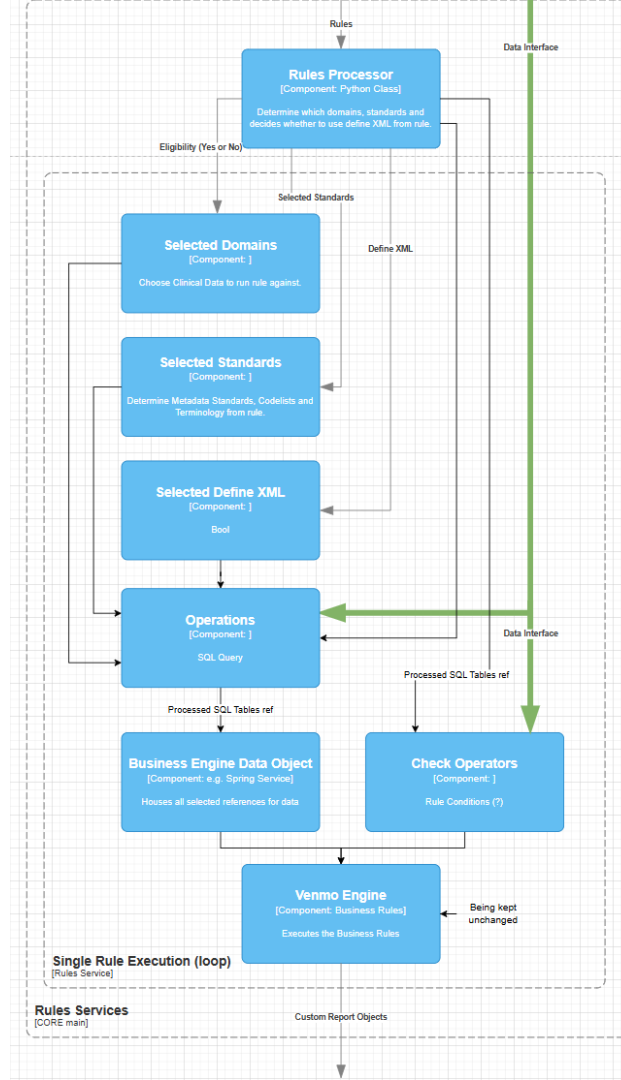 Rules
Data Interface
Rules Processor
[Component: Python Class]
Determine which domains, standards and
decides whether to use define XML from rule.
Eligibility (Yes or No)
Selected Standards
Define XML
Selected Domains
[Component: ]
Choose Clinical Data to run rule against.
Selected Standards
[Component: ]
Determine Metadata Standards, Codelists and
Terminology from rule.
Selected Define XML
[Component: ]
Bool
Operations
[Component: ]
SQL Query
Data Interface
Processed SQL Tables ref
Processed SQL Tables ref
Business Engine Data Object
[Component: e.g. Spring Service]
Houses all selected references for data
Check Operators
[Component: ]
Rule Conditions (?)
Venmo Engine
[Component: Business Rules]
Executes the Business Rules
Being kept
unchanged
Single Rule Execution (loop)
[Rules Service]
Rules Services
[CORE main]
Custom Report Objects